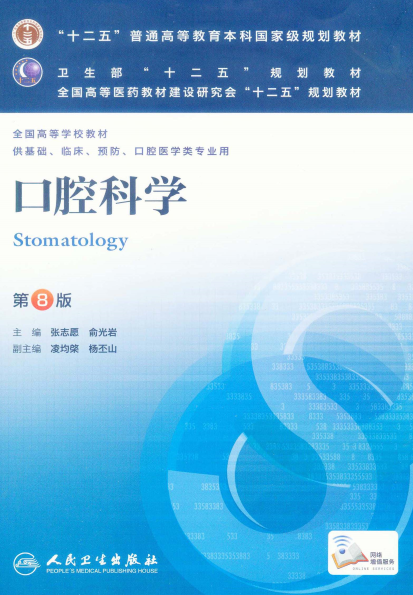 “十二五”普通高等教育本科国家级规划教材
卫生部“十二五”规划教材
全国高等医药教材建设研究会“十二五”规划教材
全国高等学校教材
供基础、临床、预防、口腔医学类专业用
口腔科学
Stomatology
第8版
主 编 张志愿 俞光岩
副主编 凌均棨 杨丕山
人民卫生出版社
PEOPLE'S MEDICAL PUBLISHING HOUSE
网络
增值服务
ONLINE SERVICES